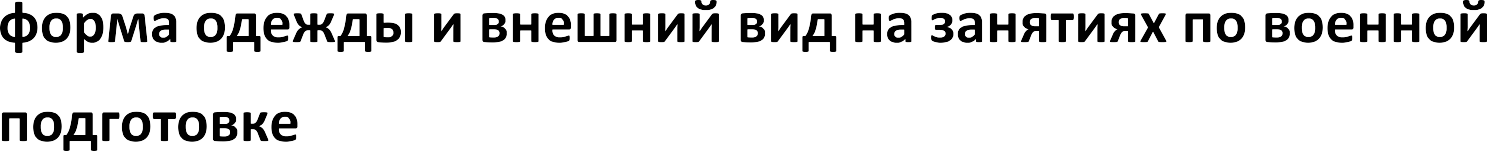 форма одежды и внешний вид на занятиях по военной
подготовке